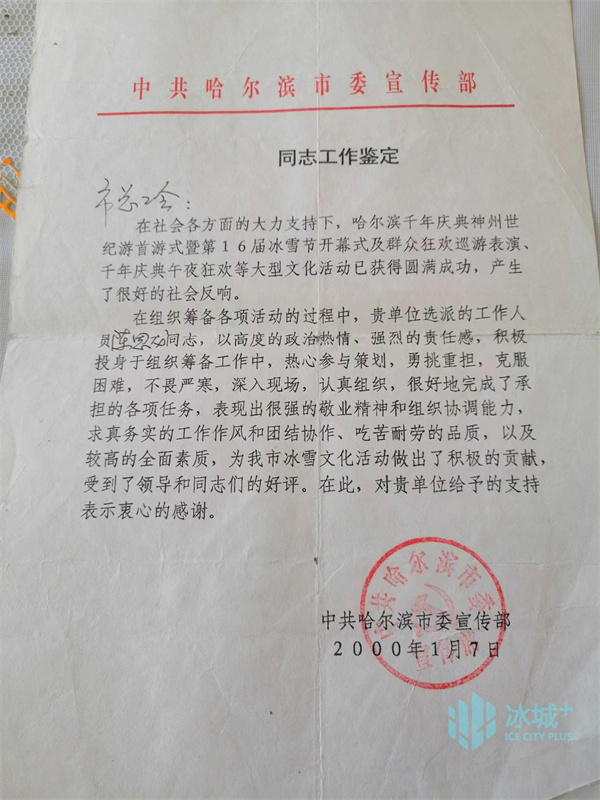 中共哈尔滨市委宣传部
同志工作鉴定
市总工会：
在社会各方面的大力支持下，哈尔滨千年庆典神州世
纪游首游式暨第16届冰雪节开幕式及群众狂欢巡游表演、
千年庆典午夜狂欢等大型文化活动已获得圆满成功，产生
了很好的社会反响。
在组织筹备各项活动的过程中，贵单位选派的工作人
员同志，以高度的政治热情、强烈的责任感，积极
投身于组织筹备工作中，热心参与策划，勇挑重担，克服
困难，不畏严寒，深入现场，认真组织，很好地完成了承
担的各项任务，表现出很强的敬业精神和组织协调能力，
求真务实的工作作风和团结协作、吃苦耐劳的品质，以及
较高的全面素质，为我市冰雪文化活动做出了积极的贡献，
受到了领导和同志们的好评。在此，对贵单位给予的支持
表示衷心的感谢。
中共哈尔滨市委宣传部
2000年1月7日
中共哈尔滨市委宣传部
冰城+
ICE CITY PLUS